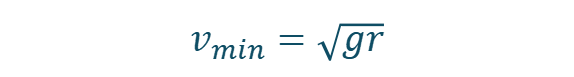 v_min = √gr